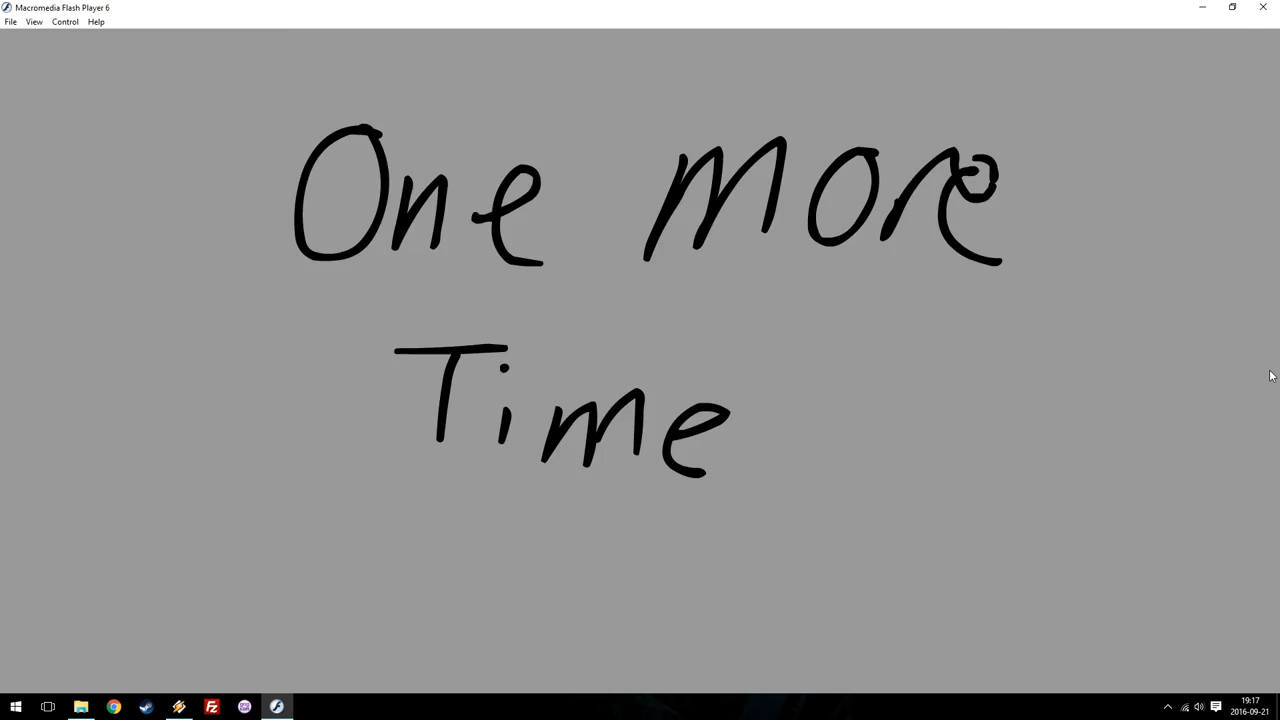 Macromedia Flash Player 6
File View Control Help
One more
Time
19:17
2016-09-21